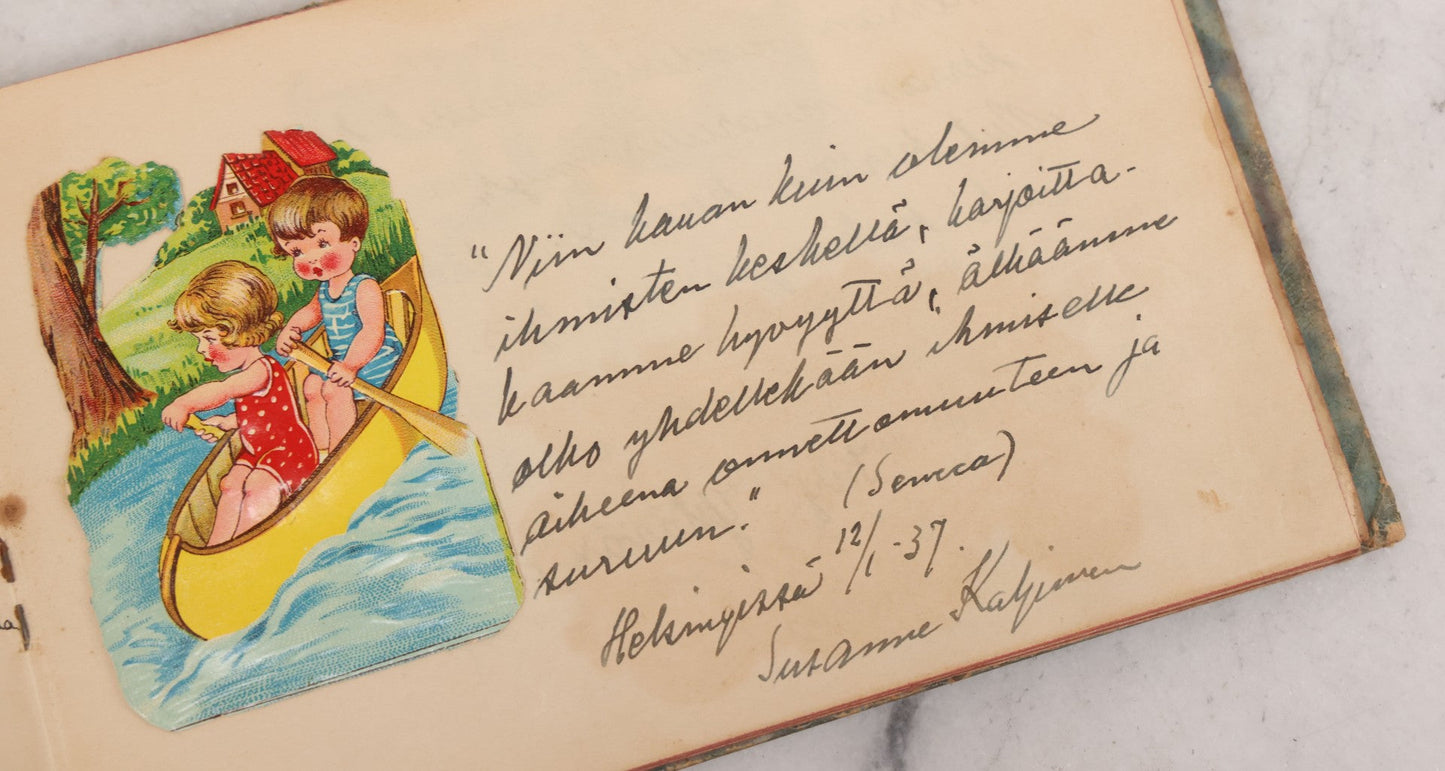 "Niin kauan kuin olemme
ihmisten keskellä, harjoitta-
kaamme hyvyyttä, älkäämme
olko yhdellekään ihmiselle
aiheena onnettomuuteen ja
suruun." (Seneca)
Helsingissä 12/1-37.
Susanne